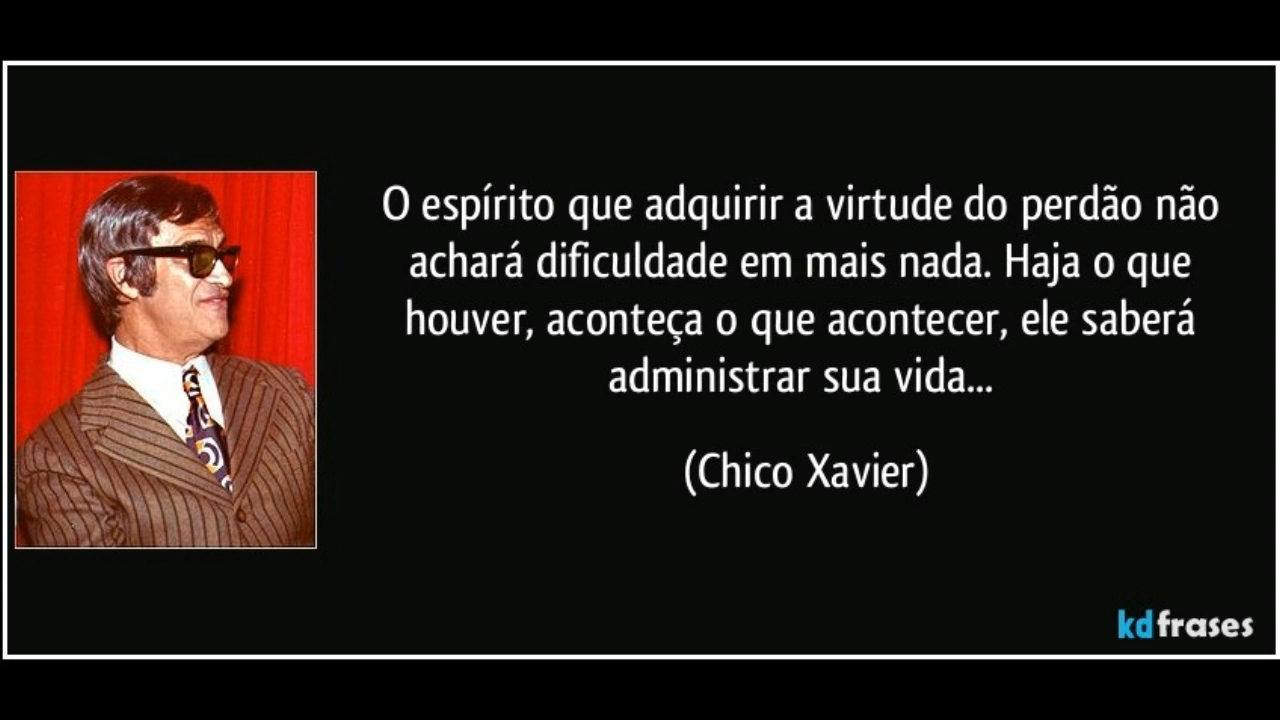 O espírito que adquirir a virtude do perdão não
achará dificuldade em mais nada. Haja o que
houver, aconteça o que acontecer, ele saberá
administrar sua vida...
(Chico Xavier)
kdfrases